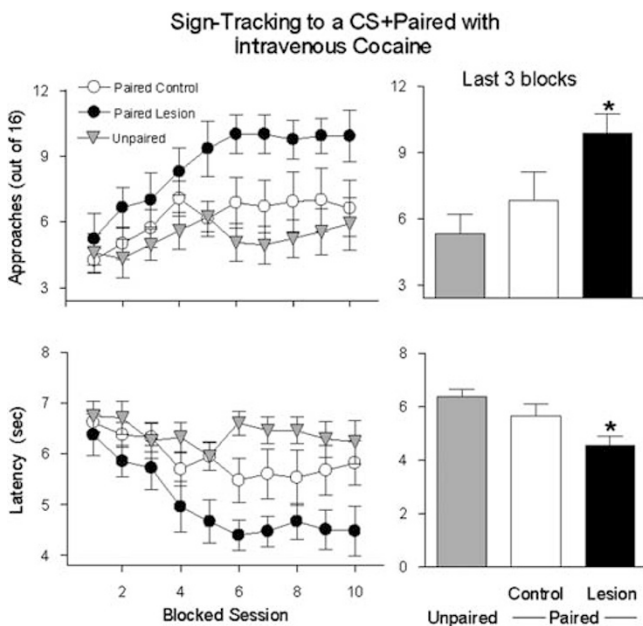 Sign-Tracking to a CS+Paired with
Intravenous Cocaine
Paired Control
Paired Lesion
Unpaired
Last 3 blocks
Approaches (out of 16)
12
9
6
3
12
9
6
3
*
Latency (sec)
8
7
6
5
4
2 4 6 8 10
Blocked Session
8
6
4
2
0
*
Control Lesion
Unpaired Paired